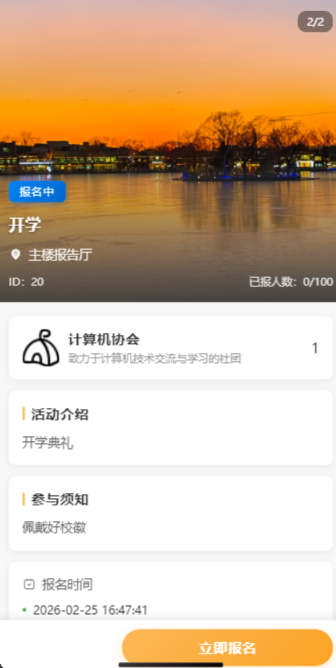 2/2
报名中
开学
主楼报告厅
ID：20 已报人数：0/100
计算机协会
致力于计算机技术交流与学习的社团
1
活动介绍
开学典礼
参与须知
佩戴好校徽
报名时间
2026-02-25 16:47:41
立即报名